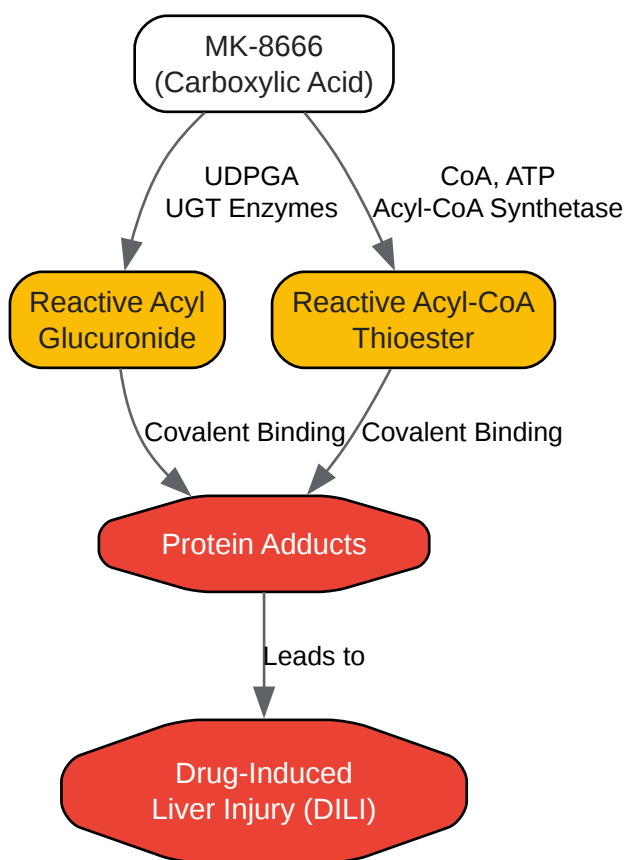 MK-8666
(Carboxylic Acid)
UDPGA
UGT Enzymes
CoA, ATP
Acyl-CoA Synthetase
Reactive Acyl
Glucuronide
Reactive Acyl-CoA
Thioester
Covalent Binding
Covalent Binding
Protein Adducts
Leads to
Drug-Induced
Liver Injury (DILI)